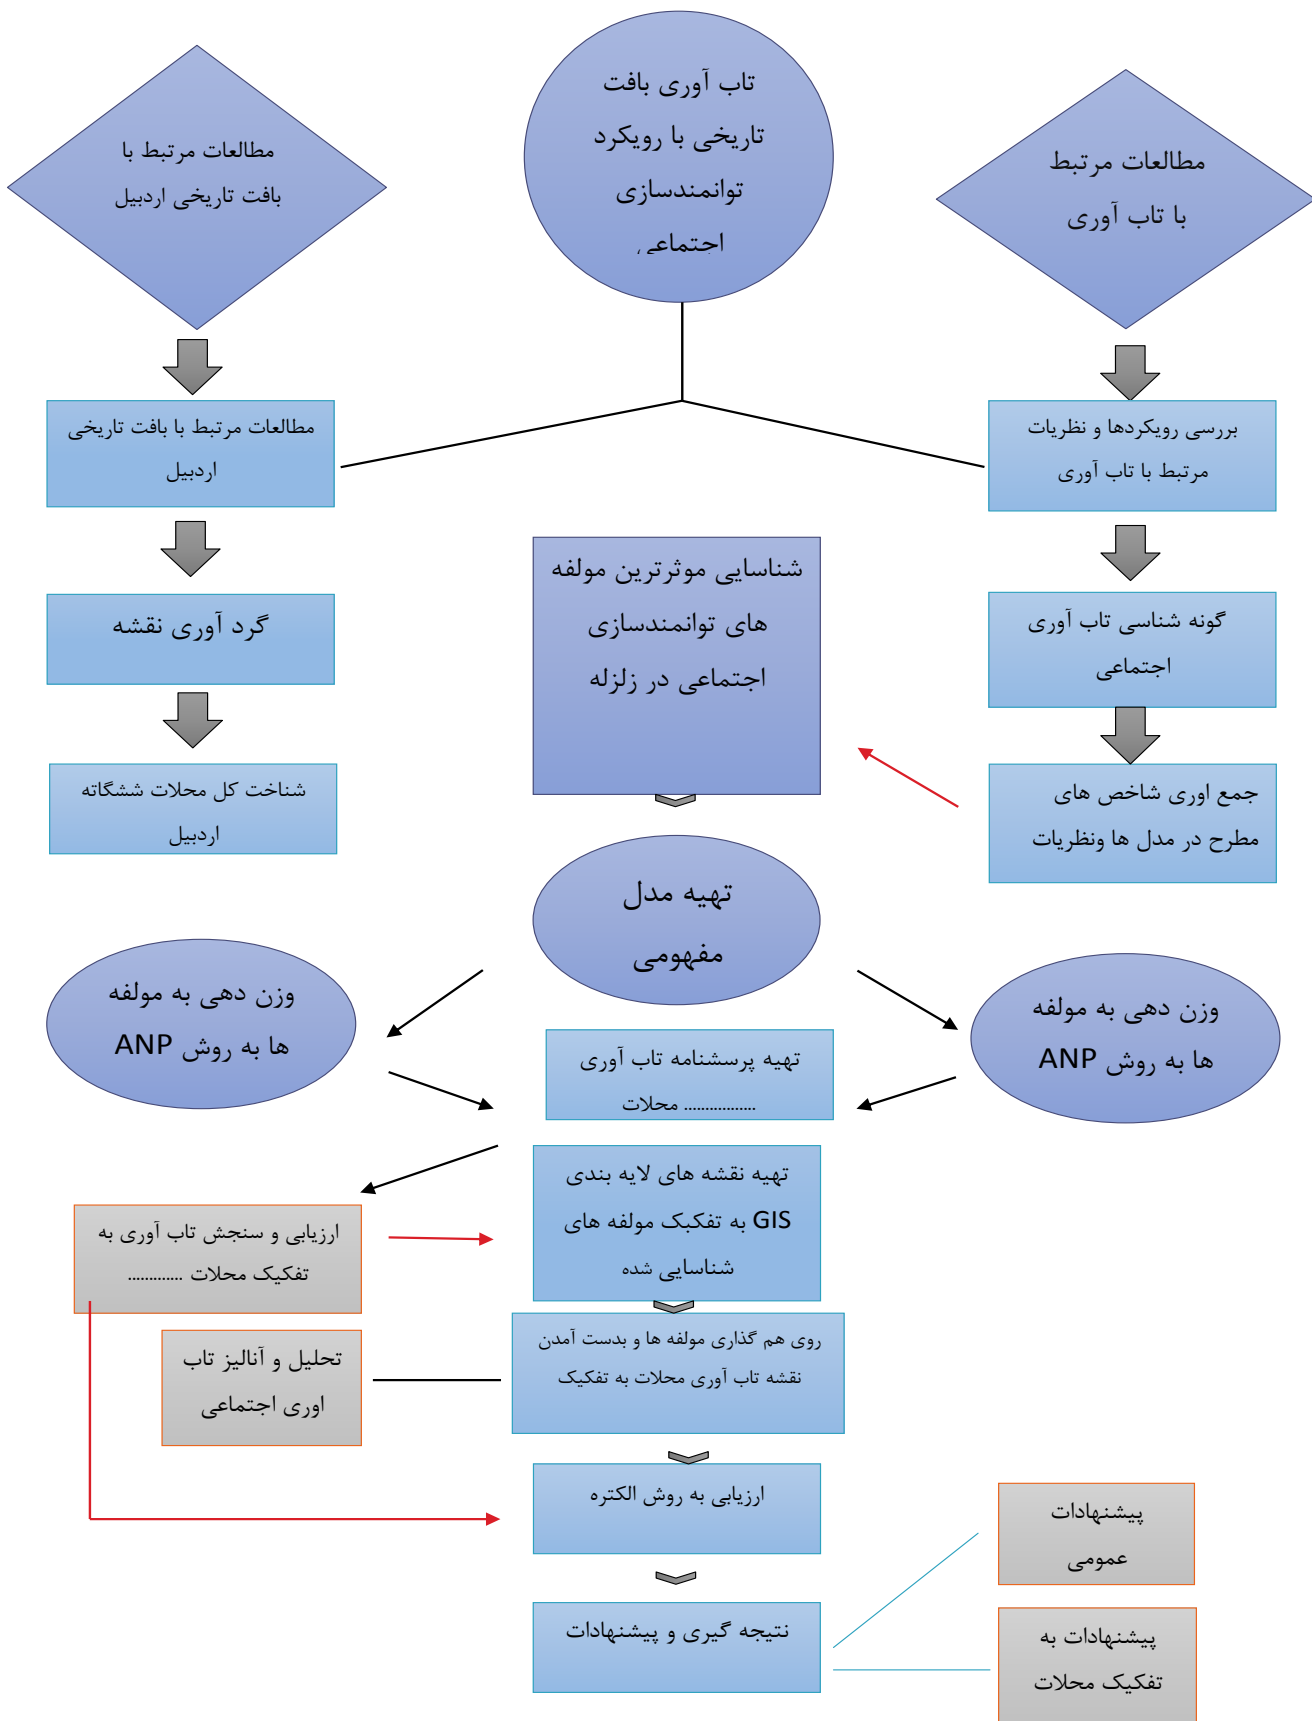 تاب آوری بافت
تاریخی با رویکرد
توانمندسازی
اجتماعی
مطالعات مرتبط
با تاب آوری
مطالعات مرتبط با
بافت تاریخی اردبیل
بررسی رویکردها و نظریات
مرتبط با تاب آوری
مطالعات مرتبط با بافت تاریخی
اردبیل
شناسایی موثرترین مولفه
های توانمندسازی
اجتماعی در زلزله
گونه شناسی تاب آوری
اجتماعی
گرد آوری نقشه
جمع اوری شاخص های
مطرح در مدل ها ونظریات
شناخت کل محلات ششگاته
اردبیل
تهیه مدل
مفهومی
وزن دهی به مولفه
ها به روش ANP
وزن دهی به مولفه
ها به روش ANP
تهیه پرسشنامه تاب آوری
محلات .................
تهیه نقشه های لایه بندی
GIS به تفکبک مولفه های
شناسایی شده
ارزیابی و سنجش تاب آوری به
تفکیک محلات .............
روی هم گذاری مولفه ها و بدست آمدن
نقشه تاب آوری محلات به تفکیک
تحلیل و آنالیز تاب
اوری اجتماعی
ارزیابی به روش الکتره
پیشنهادات
عمومی
نتیجه گیری و پیشنهادات
پیشنهادات به
تفکیک محلات